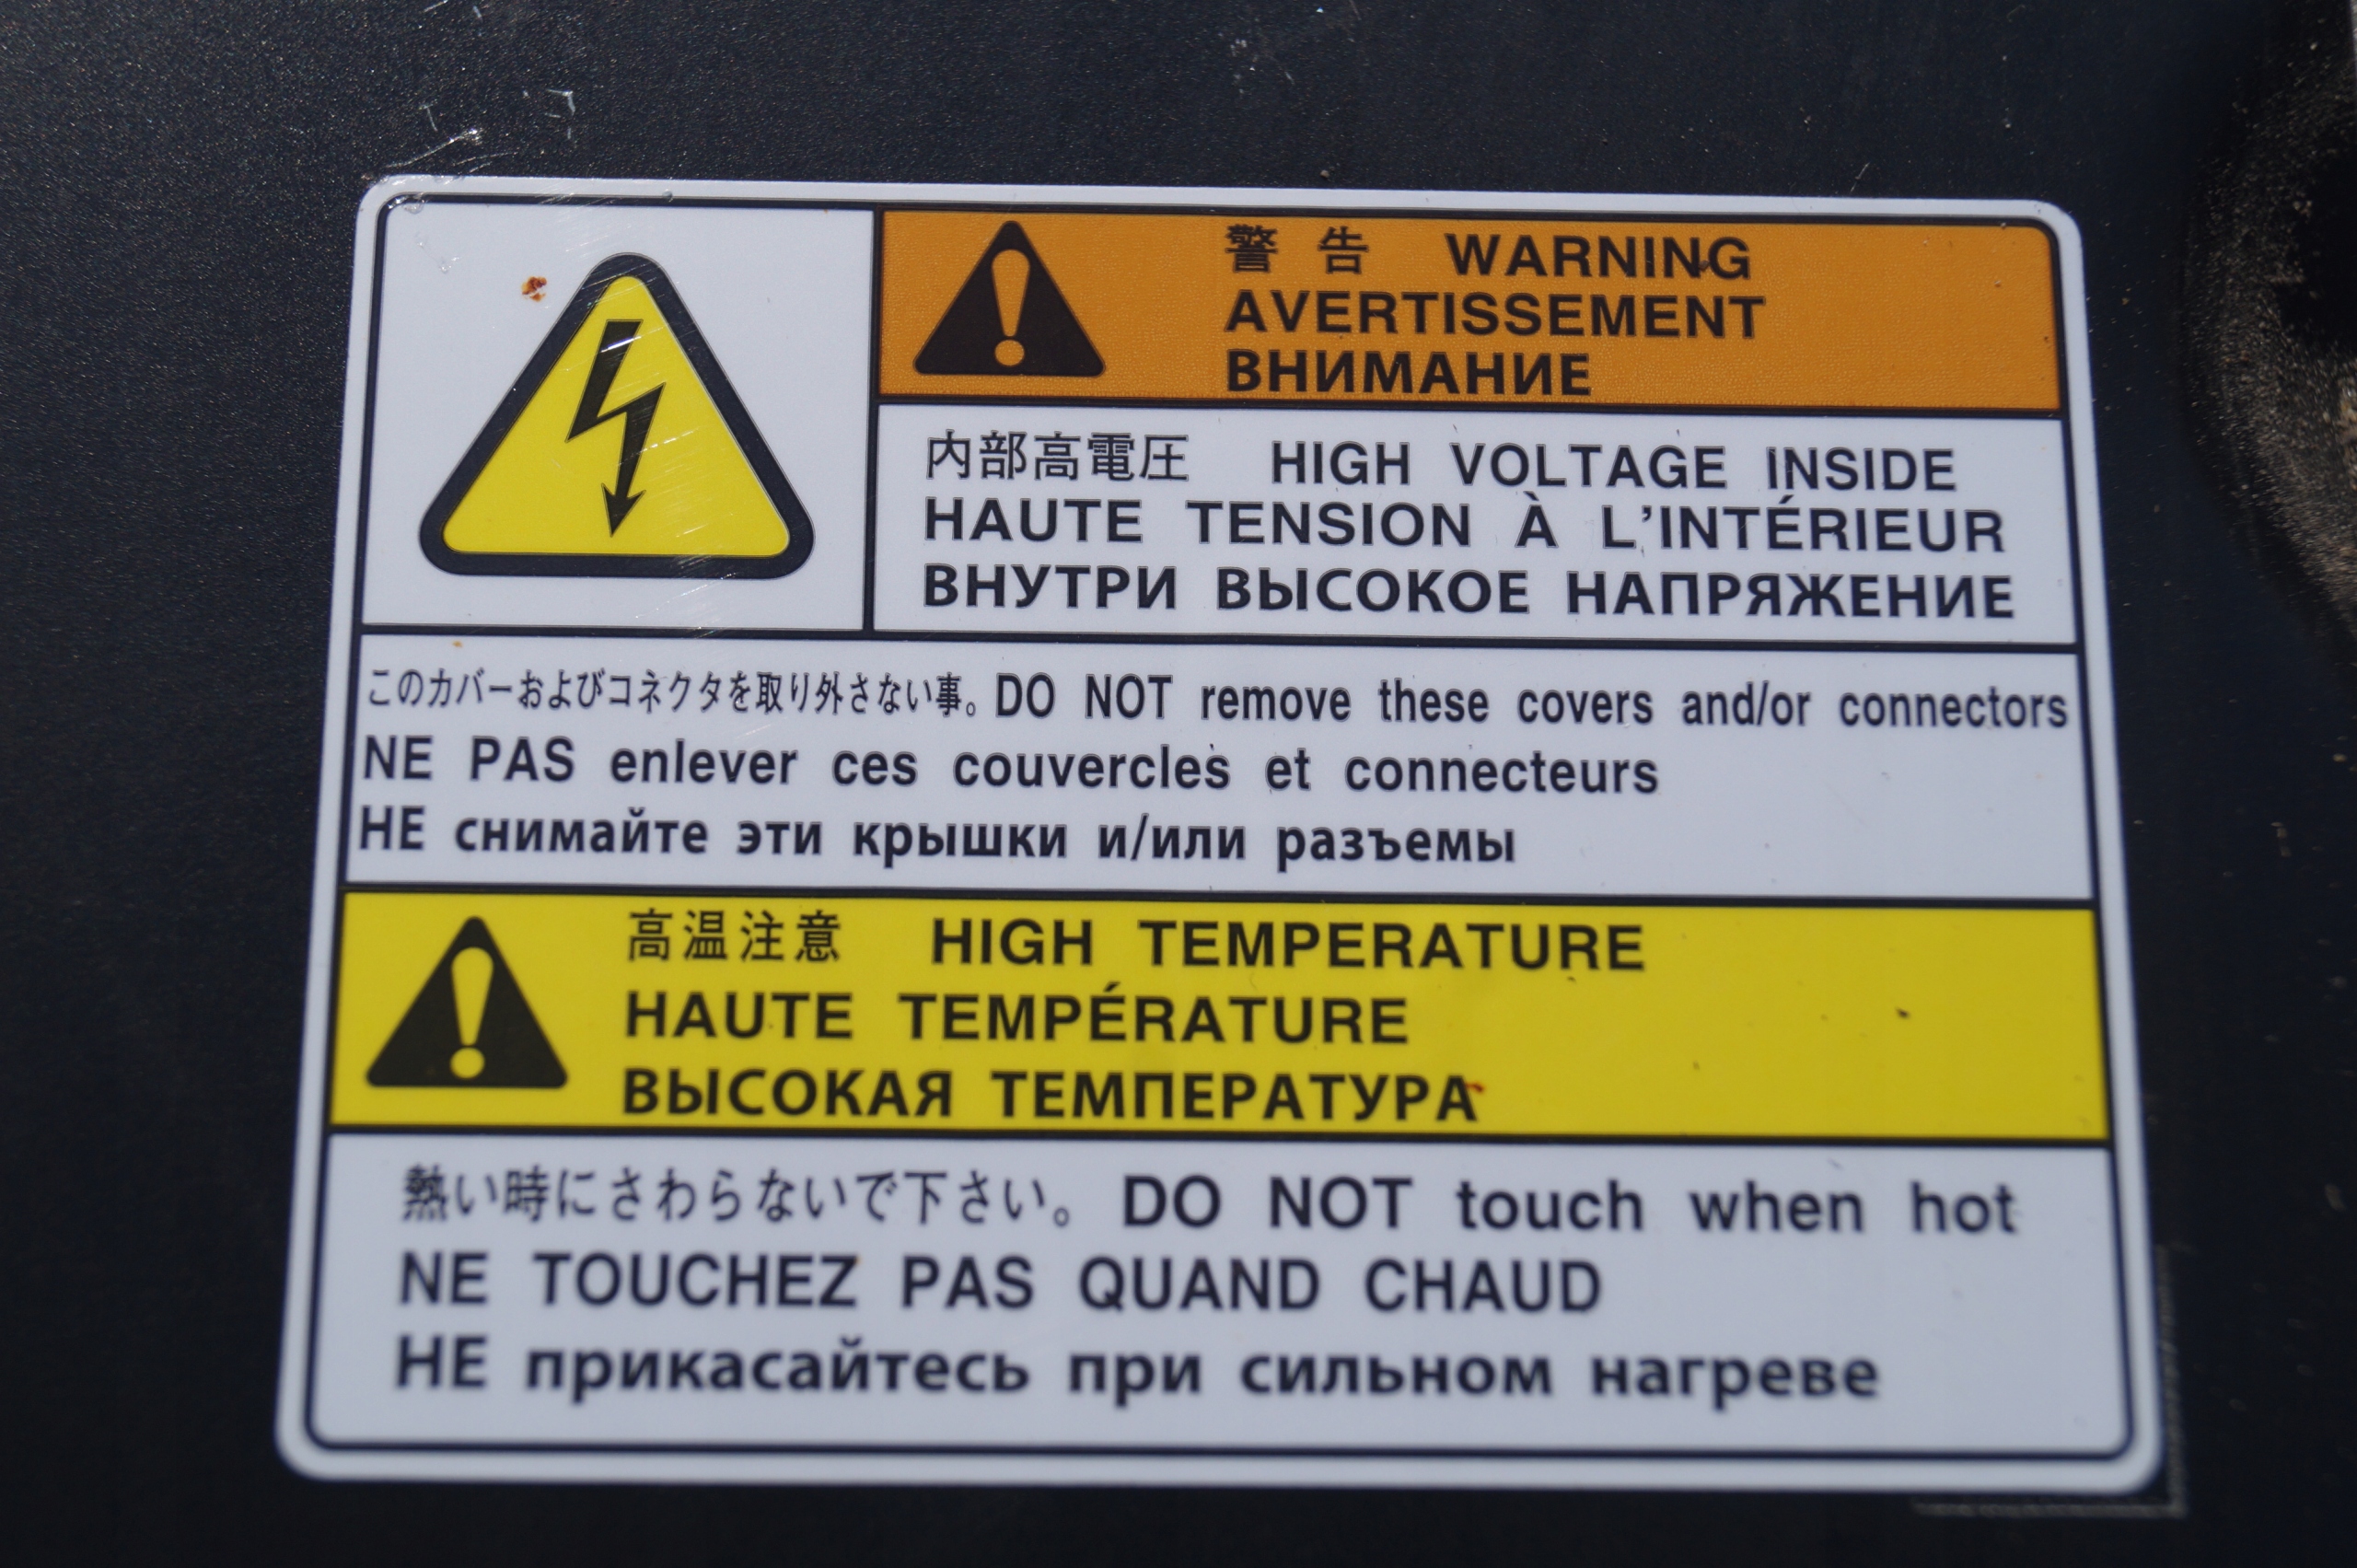 警告 WARNING
AVERTISSEMENT
ВНИМАНИЕ
内部高電圧 HIGH VOLTAGE INSIDE
HAUTE TENSION À L'INTÉRIEUR
ВНУТРИ ВЫСОКОЕ НАПРЯЖЕНИЕ
このカバーおよびコネクタを取り外さない事。DO NOT remove these covers and/or connectors
NE PAS enlever ces couvercles et connecteurs
НЕ снимайте эти крышки и/или разъемы
高温注意 HIGH TEMPERATURE
HAUTE TEMPÉRATURE
ВЫСОКАЯ ТЕМПЕРАТУРА
熱い時にさわらないで下さい。DO NOT touch when hot
NE TOUCHEZ PAS QUAND CHAUD
НЕ прикасайтесь при сильном нагреве